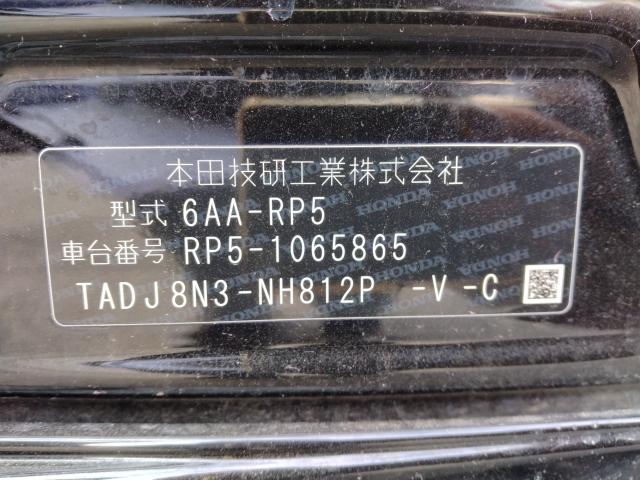 本田技研工業株式会社
型式 6AA-RP5
車台番号 RP5-1065865
TADJ8N3-NH812P -V -C